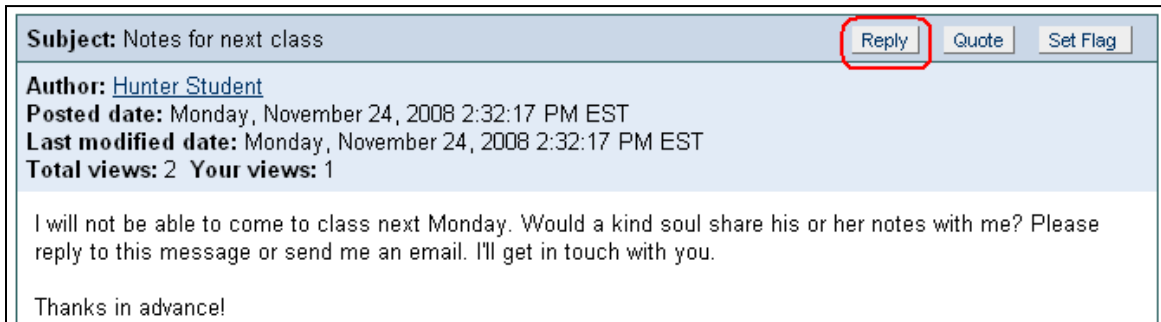 Subject: Notes for next class Reply Quote Set Flag
Author: Hunter Student
Posted date: Monday, November 24, 2008 2:32:17 PM EST
Last modified date: Monday, November 24, 2008 2:32:17 PM EST
Total views: 2 Your views: 1
I will not be able to come to class next Monday. Would a kind soul share his or her notes with me? Please
reply to this message or send me an email. I'll get in touch with you.
Thanks in advance!